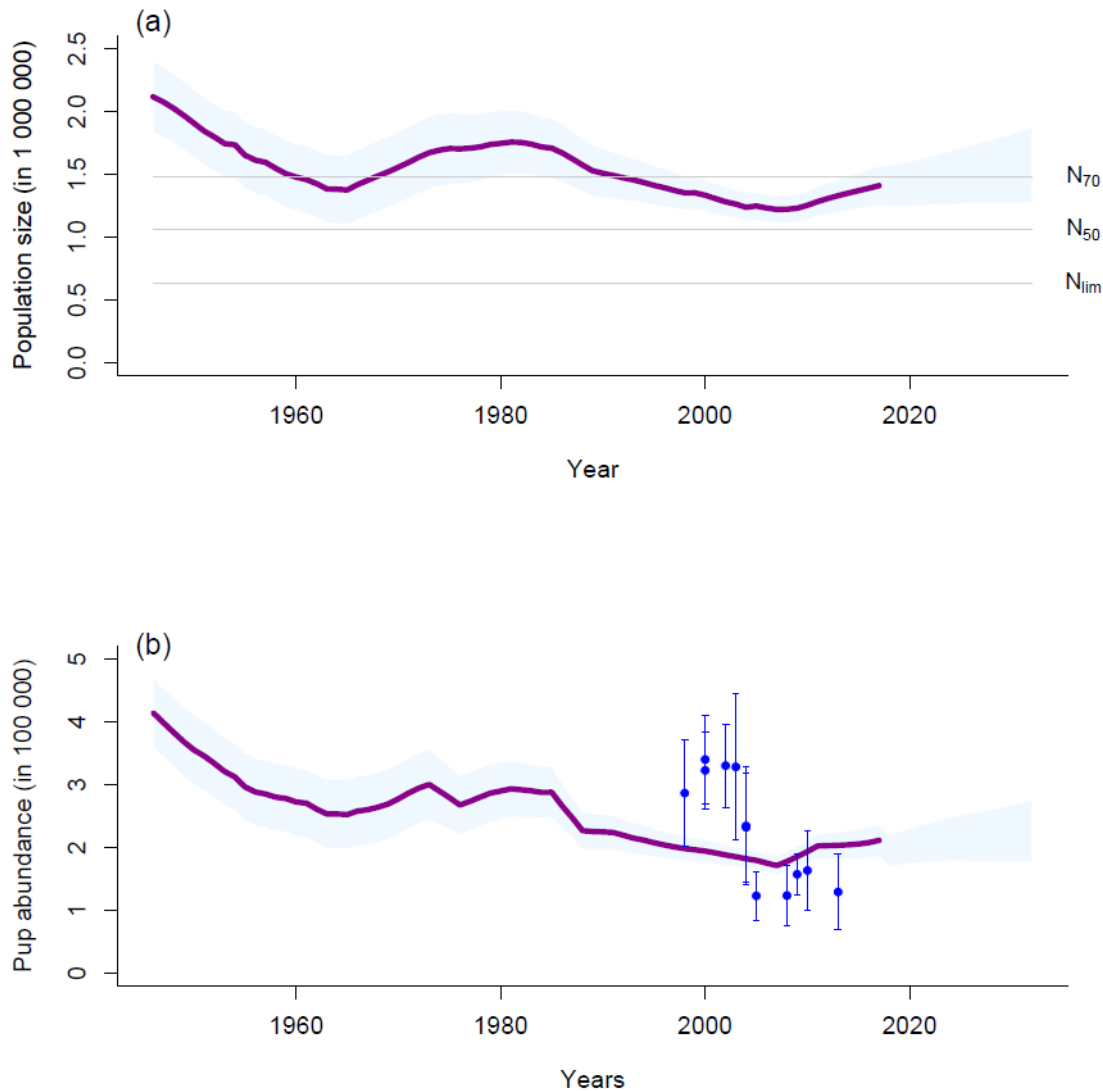 (a)
Population size (in 1 000 000)
2.5
2.0
1.5
1.0
0.5
0.0
N70
N50
Nlim
1960 1980 2000 2020
Year
(b)
Pup abundance (in 100 000)
5
4
3
2
1
0
1960 1980 2000 2020
Years